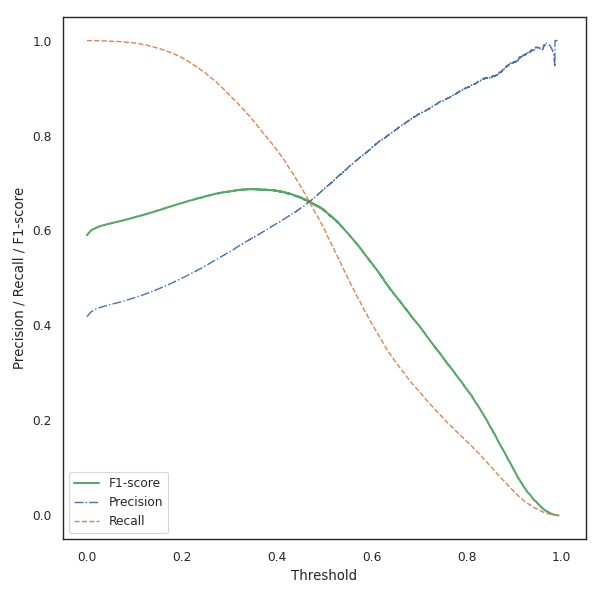 1.0
0.8
0.6
0.4
0.2
0.0
Precision / Recall / F1-score
F1-score
Precision
Recall
0.0 0.2 0.4 0.6 0.8 1.0
Threshold